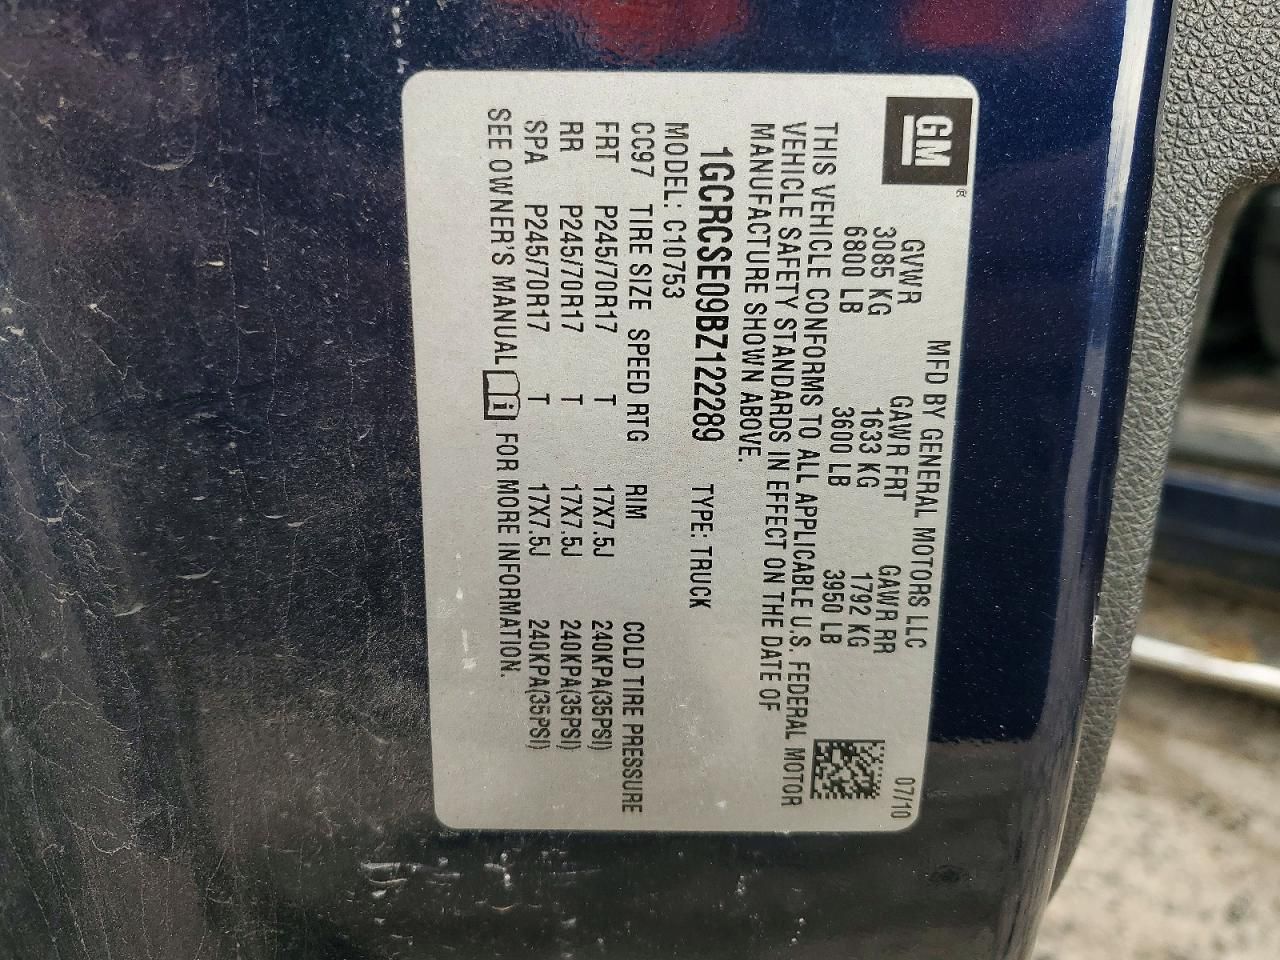 GM®
MFD BY GENERAL MOTORS LLC 07/10
GVWR GAWR FRT GAWR RR
3085 KG 1633 KG 1792 KG
6800 LB 3600 LB 3950 LB
THIS VEHICLE CONFORMS TO ALL APPLICABLE U.S. FEDERAL MOTOR
VEHICLE SAFETY STANDARDS IN EFFECT ON THE DATE OF
MANUFACTURE SHOWN ABOVE.
1GCRCSE09BZ122289 TYPE: TRUCK
MODEL: C10753
CC97 TIRE SIZE SPEED RTG RIM COLD TIRE PRESSURE
FRT P245/70R17 T 17X7.5J 240KPA(35PSI)
RR P245/70R17 T 17X7.5J 240KPA(35PSI)
SPA P245/70R17 T 17X7.5J 240KPA(35PSI)
SEE OWNER'S MANUAL i FOR MORE INFORMATION.